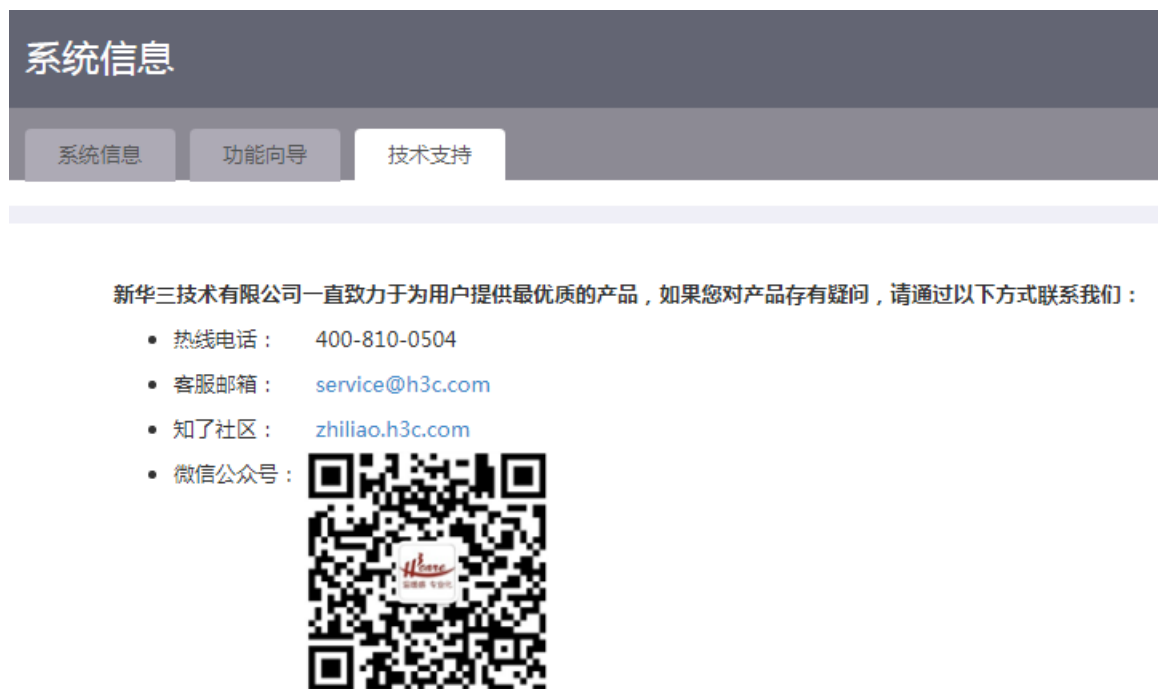 系统信息
系统信息 功能向导 技术支持
新华三技术有限公司一直致力于为用户提供最优质的产品，如果您对产品存有疑问，请通过以下方式联系我们：
• 热线电话： 400-810-0504
• 客服邮箱： service@h3c.com
• 知了社区： zhiliao.h3c.com
• 微信公众号：